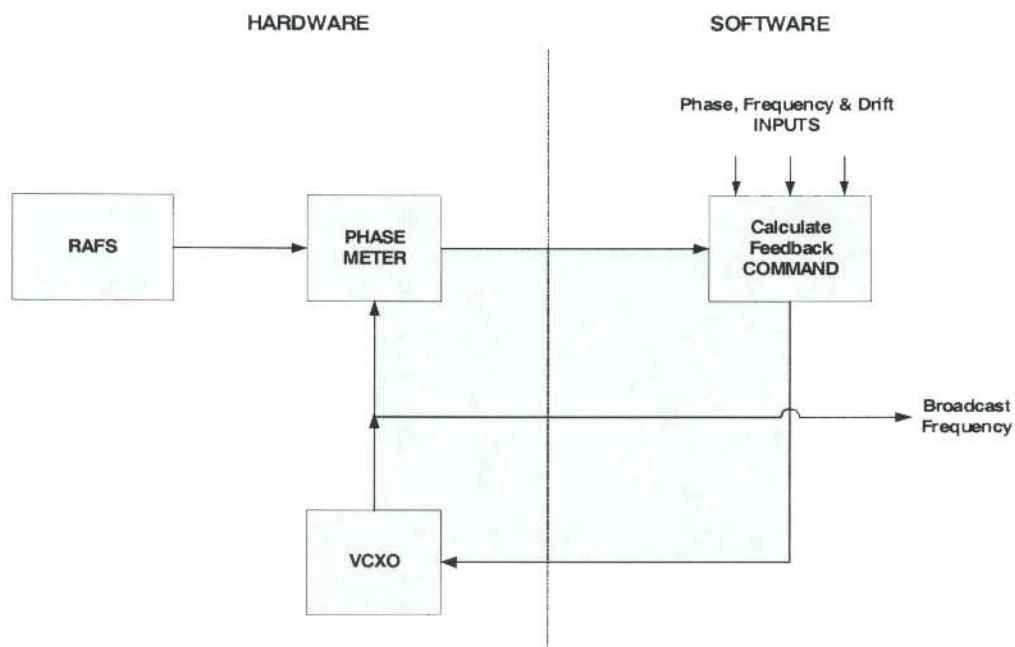 HARDWARE
SOFTWARE
Phase, Frequency & Drift
INPUTS
RAFS
PHASE
METER
Calculate
Feedback
COMMAND
Broadcast
Frequency
VCXO